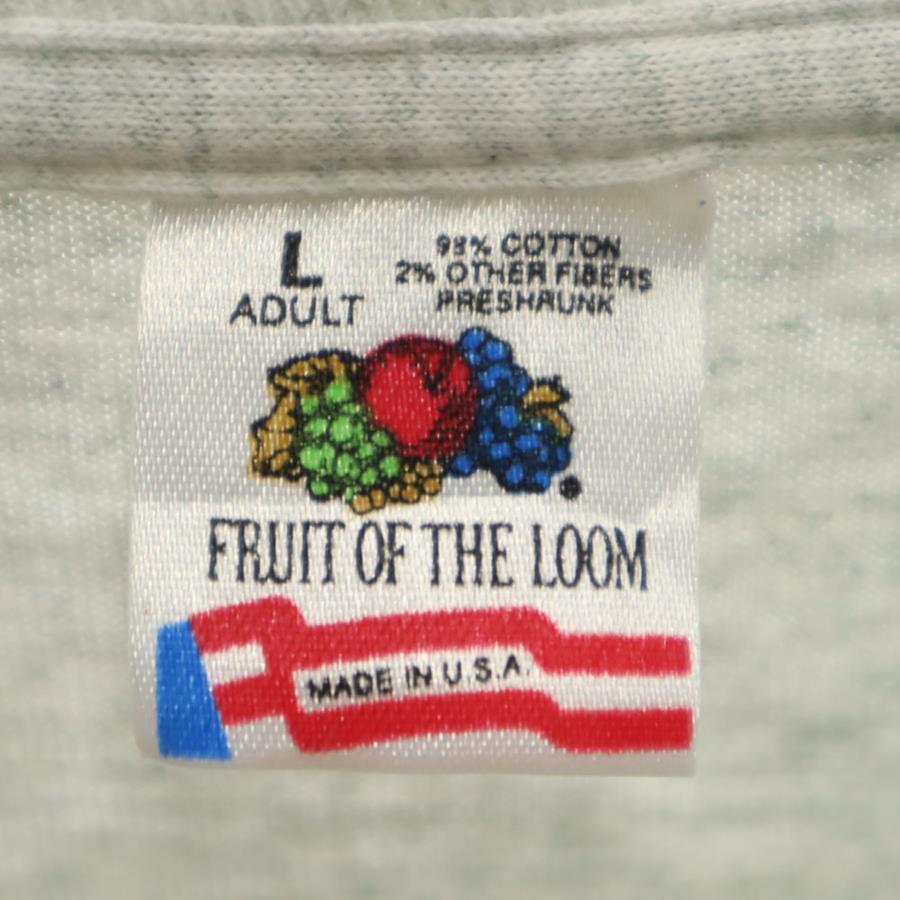 L
ADULT
98% COTTON
2% OTHER FIBERS
PRESHRUNK
FRUIT OF THE LOOM
MADE IN U.S.A.